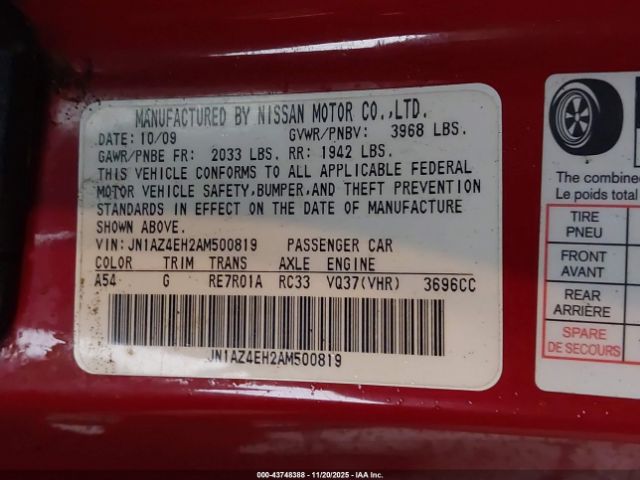 MANUFACTURED BY NISSAN MOTOR CO.,LTD.
DATE: 10/09 GVWR/PNBV: 3968 LBS.
GAWR/PNBE FR: 2033 LBS. RR: 1942 LBS.
THIS VEHICLE CONFORMS TO ALL APPLICABLE FEDERAL
MOTOR VEHICLE SAFETY,BUMPER,AND THEFT PREVENTION
STANDARDS IN EFFECT ON THE DATE OF MANUFACTURE
SHOWN ABOVE.
VIN: JN1AZ4EH2AM500819 PASSENGER CAR
COLOR TRIM TRANS AXLE ENGINE
A54 G RE7R01A RC33 VQ37(VHR) 3696CC
JN1AZ4EH2AM500819
The combined
Le poids total
TIRE
PNEU
FRONT
AVANT
REAR
ARRIÈRE
SPARE
DE SECOURS
000-43748388 - 11/20/2025 - IAA Inc.